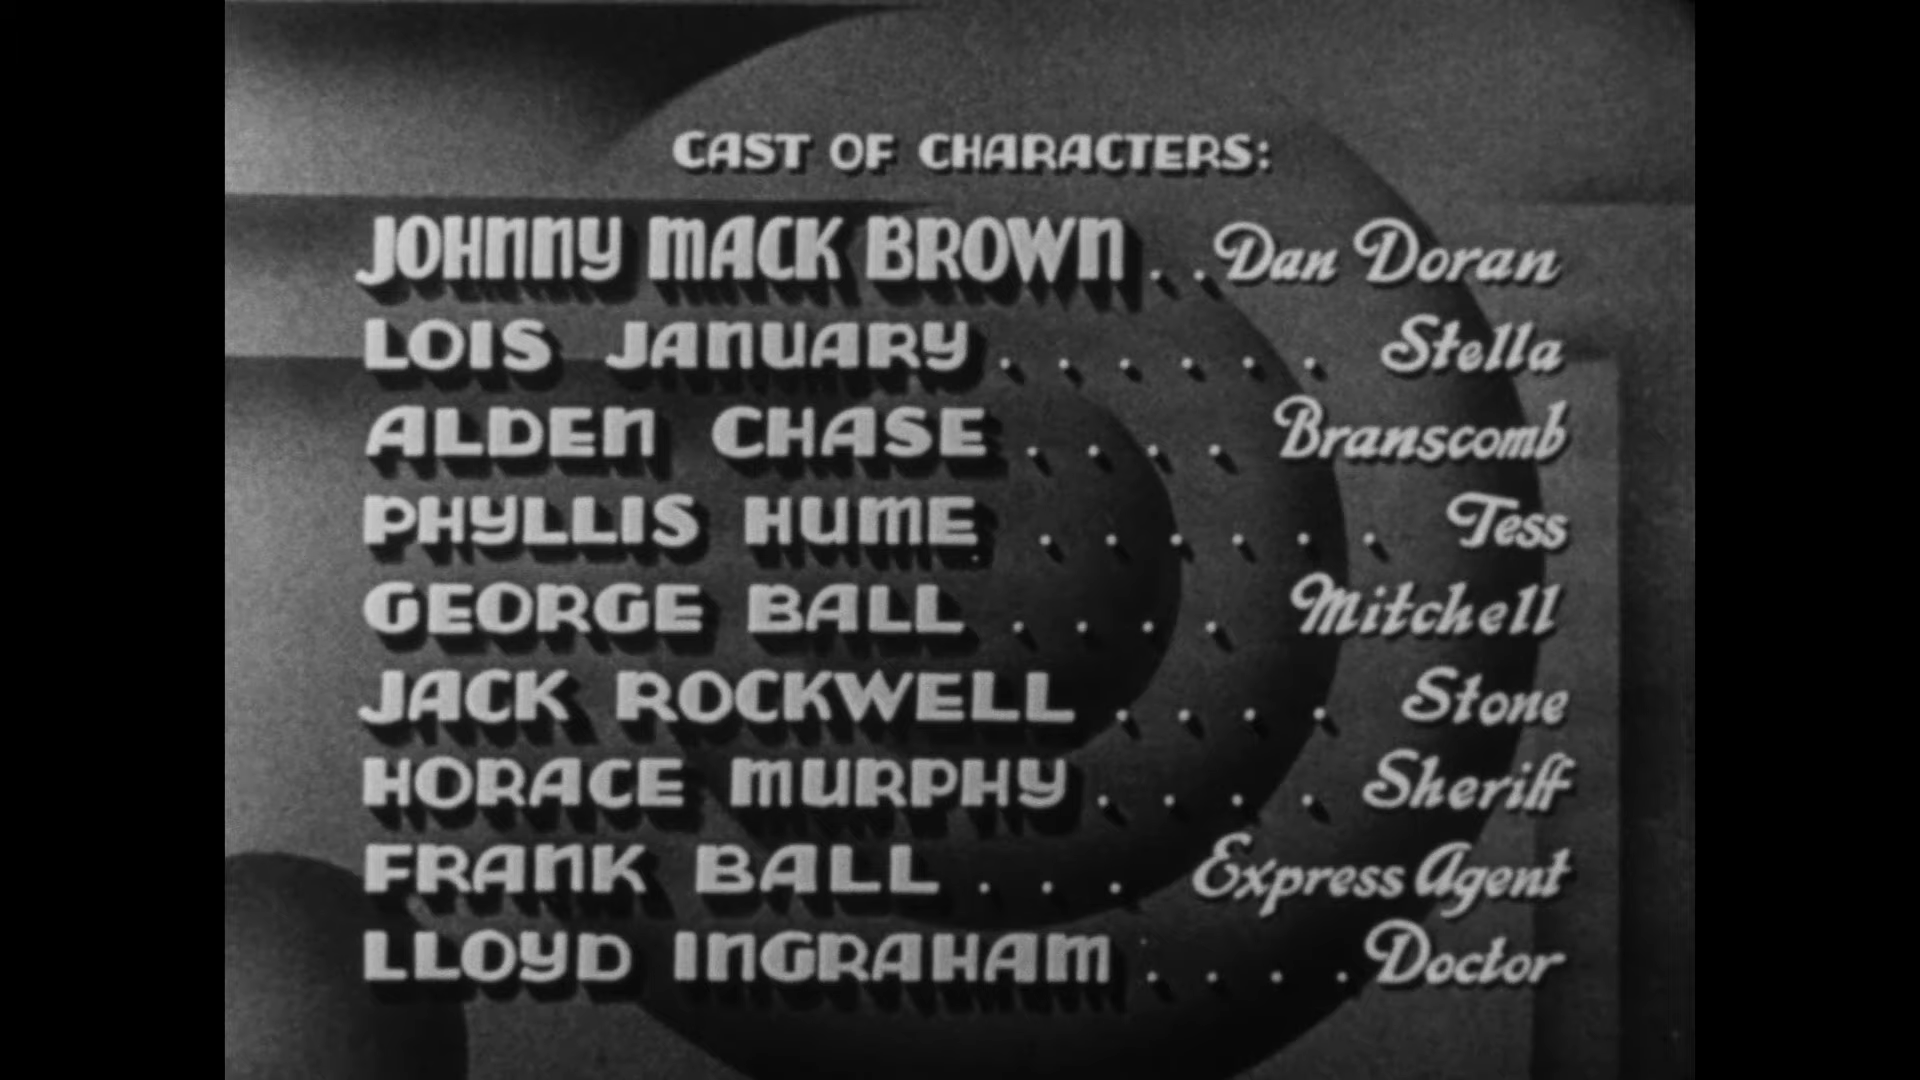 CAST OF CHARACTERS:
JOHNNY MACK BROWN . . Dan Doran
LOIS JANUARY . . . . . . Stella
ALDEN CHASE . . . . Branscomb
PHYLLIS HUME . . . . . . Tess
GEORGE BALL . . . . Mitchell
JACK ROCKWELL . . . . Stone
HORACE MURPHY . . . . Sheriff
FRANK BALL . . . Express Agent
LLOYD INGRAHAM . . . . Doctor